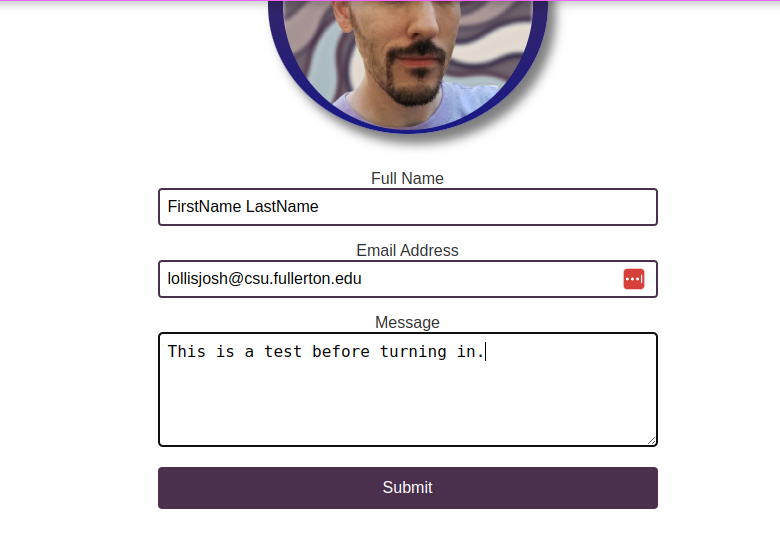 Full Name
FirstName LastName
Email Address
lollisjosh@csu.fullerton.edu
Message
This is a test before turning in.
Submit